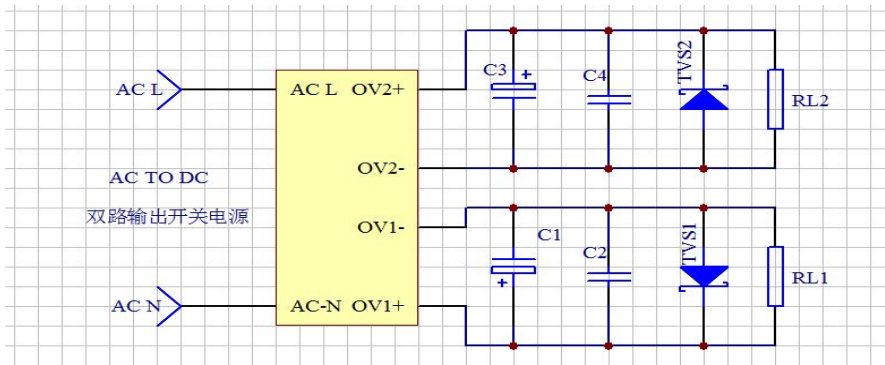 C3
+
C4
TVS2
RL2
AC L
AC L OV2+
OV2-
AC TO DC
双路输出开关电源
OV1-
C1
+
C2
TVS1
RL1
AC N
AC-N OV1+